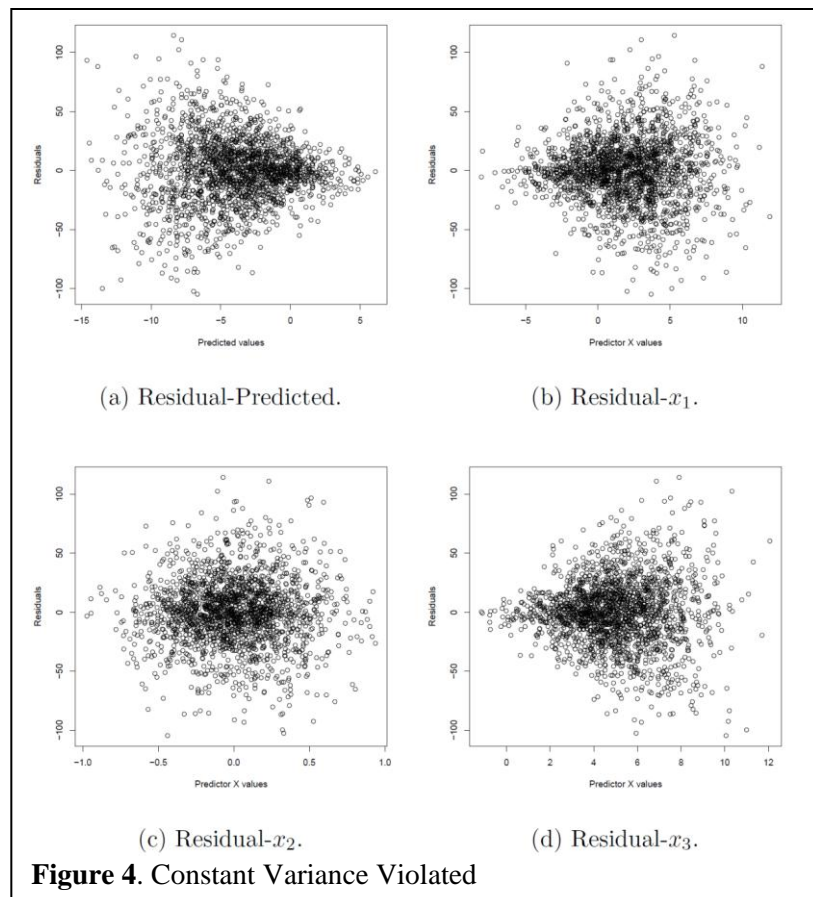 100
50
0
−50
−100
Residuals
−15 −10 −5 0 5
Predicted values
(a) Residual-Predicted.
100
50
0
−50
−100
Residuals
−5 0 5 10
Predictor X values
(b) Residual-x₁.
100
50
0
−50
−100
Residuals
−1.0 −0.5 0.0 0.5 1.0
Predictor X values
(c) Residual-x₂.
100
50
0
−50
−100
Residuals
0 2 4 6 8 10 12
Predictor X values
(d) Residual-x₃.
Figure 4. Constant Variance Violated